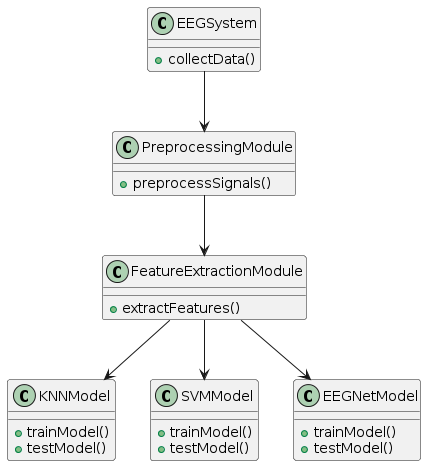 C EEGSystem
collectData()
C PreprocessingModule
preprocessSignals()
C FeatureExtractionModule
extractFeatures()
C KNNModel
trainModel()
testModel()
C SVMModel
trainModel()
testModel()
C EEGNetModel
trainModel()
testModel()